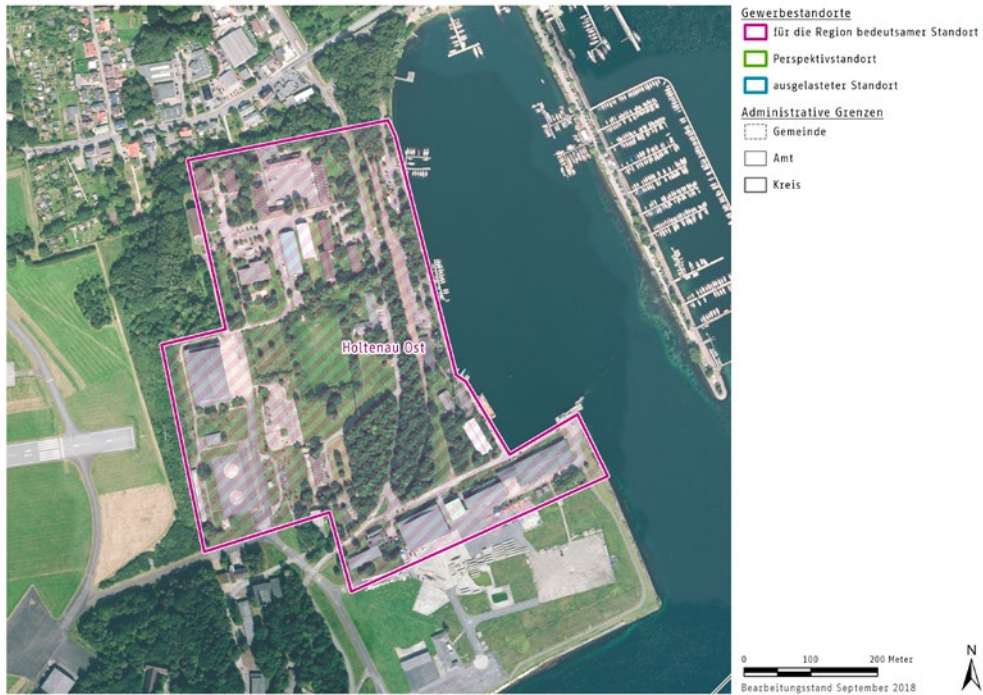 Gewerbestandorte
für die Region bedeutsamer Standort
Perspektivstandort
ausgelasteter Standort
Administrative Grenzen
Gemeinde
Amt
Kreis
Holtenau Ost
0 100 200 Meter
Bearbeitungsstand September 2018
N